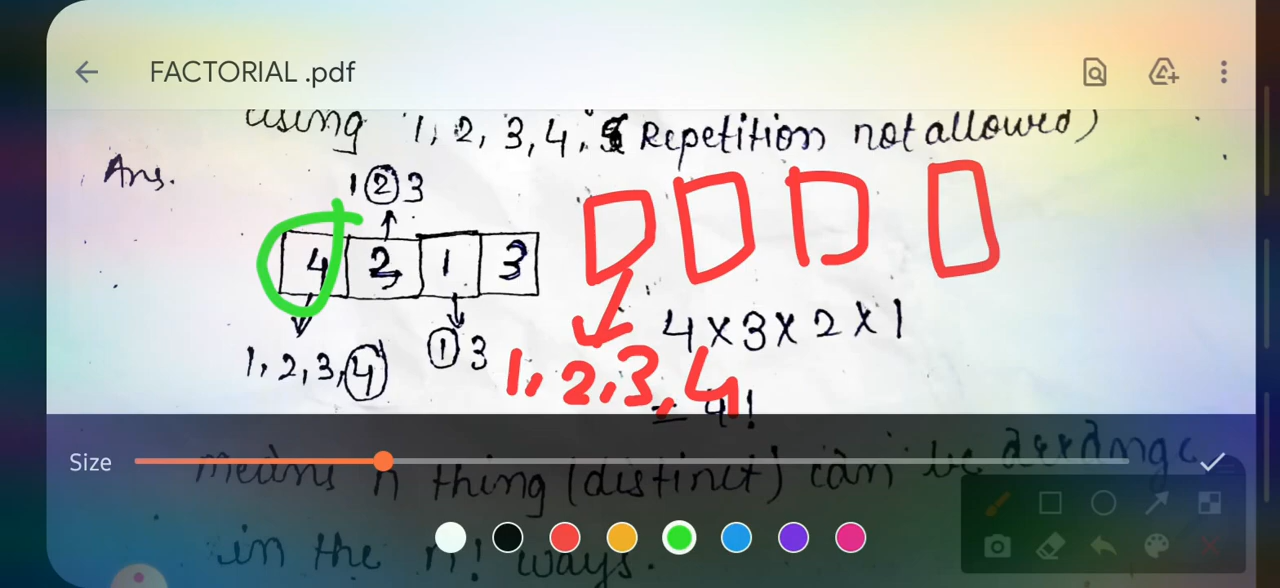 FACTORIAL .pdf
using 1, 2, 3, 4, Repetition not allowed)
Ans.
1 2 3
4 2 1 3
4 x 3 x 2 x 1
1, 2, 3, 4
1 3
1, 2, 3, 4
= 4!
Size
means n thing (distinct) can be arrange
in the n! ways.